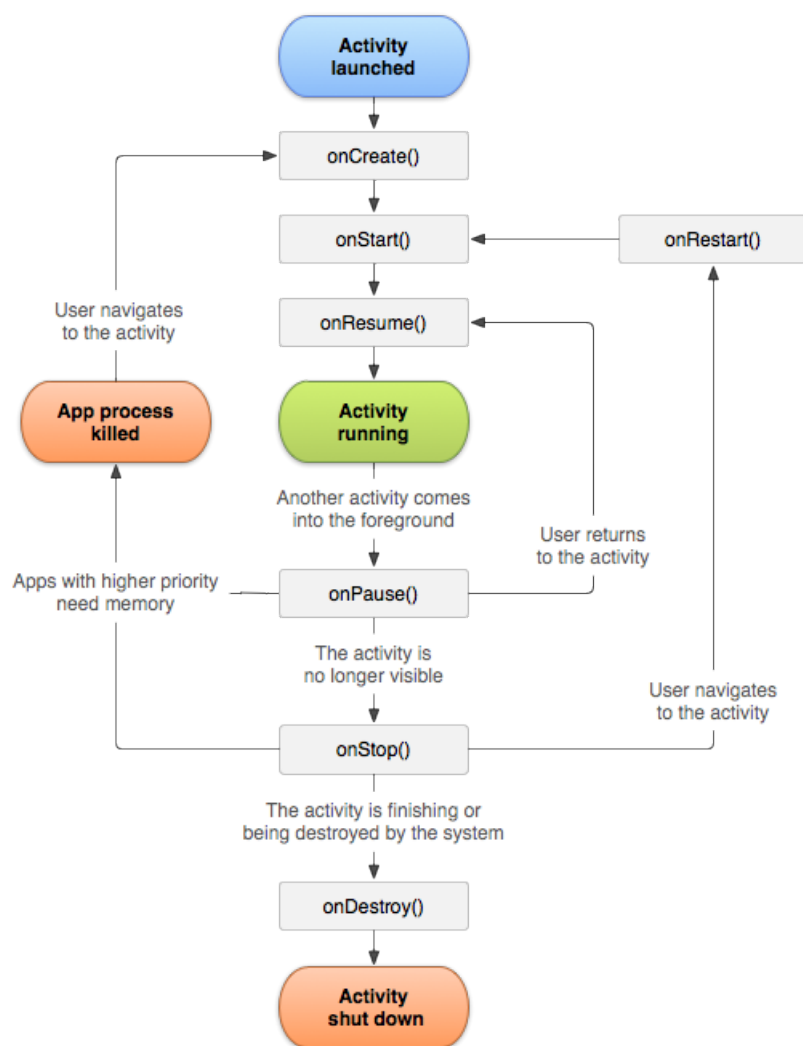 Activity
launched
onCreate()
onStart()
onRestart()
User navigates
to the activity
onResume()
App process
killed
Activity
running
Another activity comes
into the foreground
User returns
to the activity
Apps with higher priority
need memory
onPause()
The activity is
no longer visible
User navigates
to the activity
onStop()
The activity is finishing or
being destroyed by the system
onDestroy()
Activity
shut down